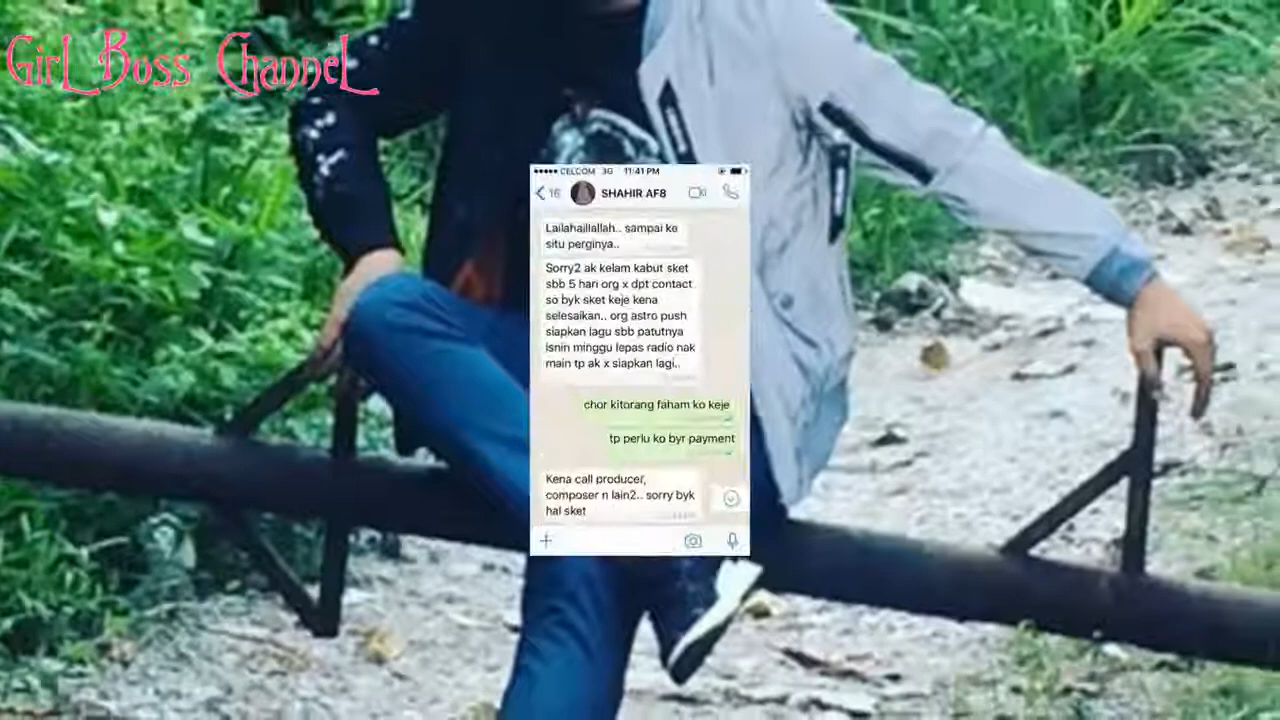 GirL Boss ChanneL
CELCOM 3G 11:41 PM
16 SHAHIR AF8
Lailahaillallah.. sampai ke
situ perginya..
Sorry2 ak kelam kabut sket
sbb 5 hari org x dpt contact
so byk sket keje kena
selesaikan.. org astro push
siapkan lagu sbb patutnya
isnin minggu lepas radio nak
main tp ak x siapkan lagi..
chor kitorang faham ko keje
tp perlu ko byr payment
Kena call producer,
composer n lain2.. sorry byk
hal sket